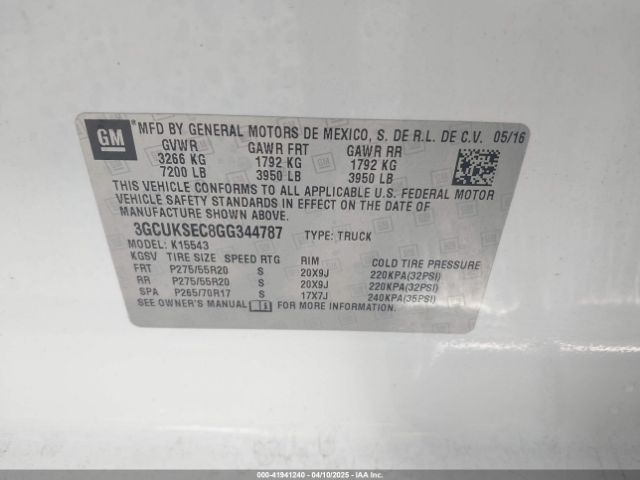 GM
*MFD BY GENERAL MOTORS DE MEXICO, S. DE R.L. DE C.V. 05/16
GVWR GAWR FRT GAWR RR
3266 KG 1792 KG 1792 KG
7200 LB 3950 LB 3950 LB
THIS VEHICLE CONFORMS TO ALL APPLICABLE U.S. FEDERAL MOTOR
VEHICLE SAFETY STANDARDS IN EFFECT ON THE DATE OF
MANUFACTURE SHOWN ABOVE.
3GCUKSEC8GG344787 TYPE: TRUCK
MODEL: K15543
KGSV TIRE SIZE SPEED RTG RIM COLD TIRE PRESSURE
FRT P275/55R20 S 20X9J 220KPA(32PSI)
RR P275/55R20 S 20X9J 220KPA(32PSI)
SPA P265/70R17 S 17X7J 240KPA(35PSI)
SEE OWNER'S MANUAL FOR MORE INFORMATION
000-41941240 04/10/2025 IAA Inc.